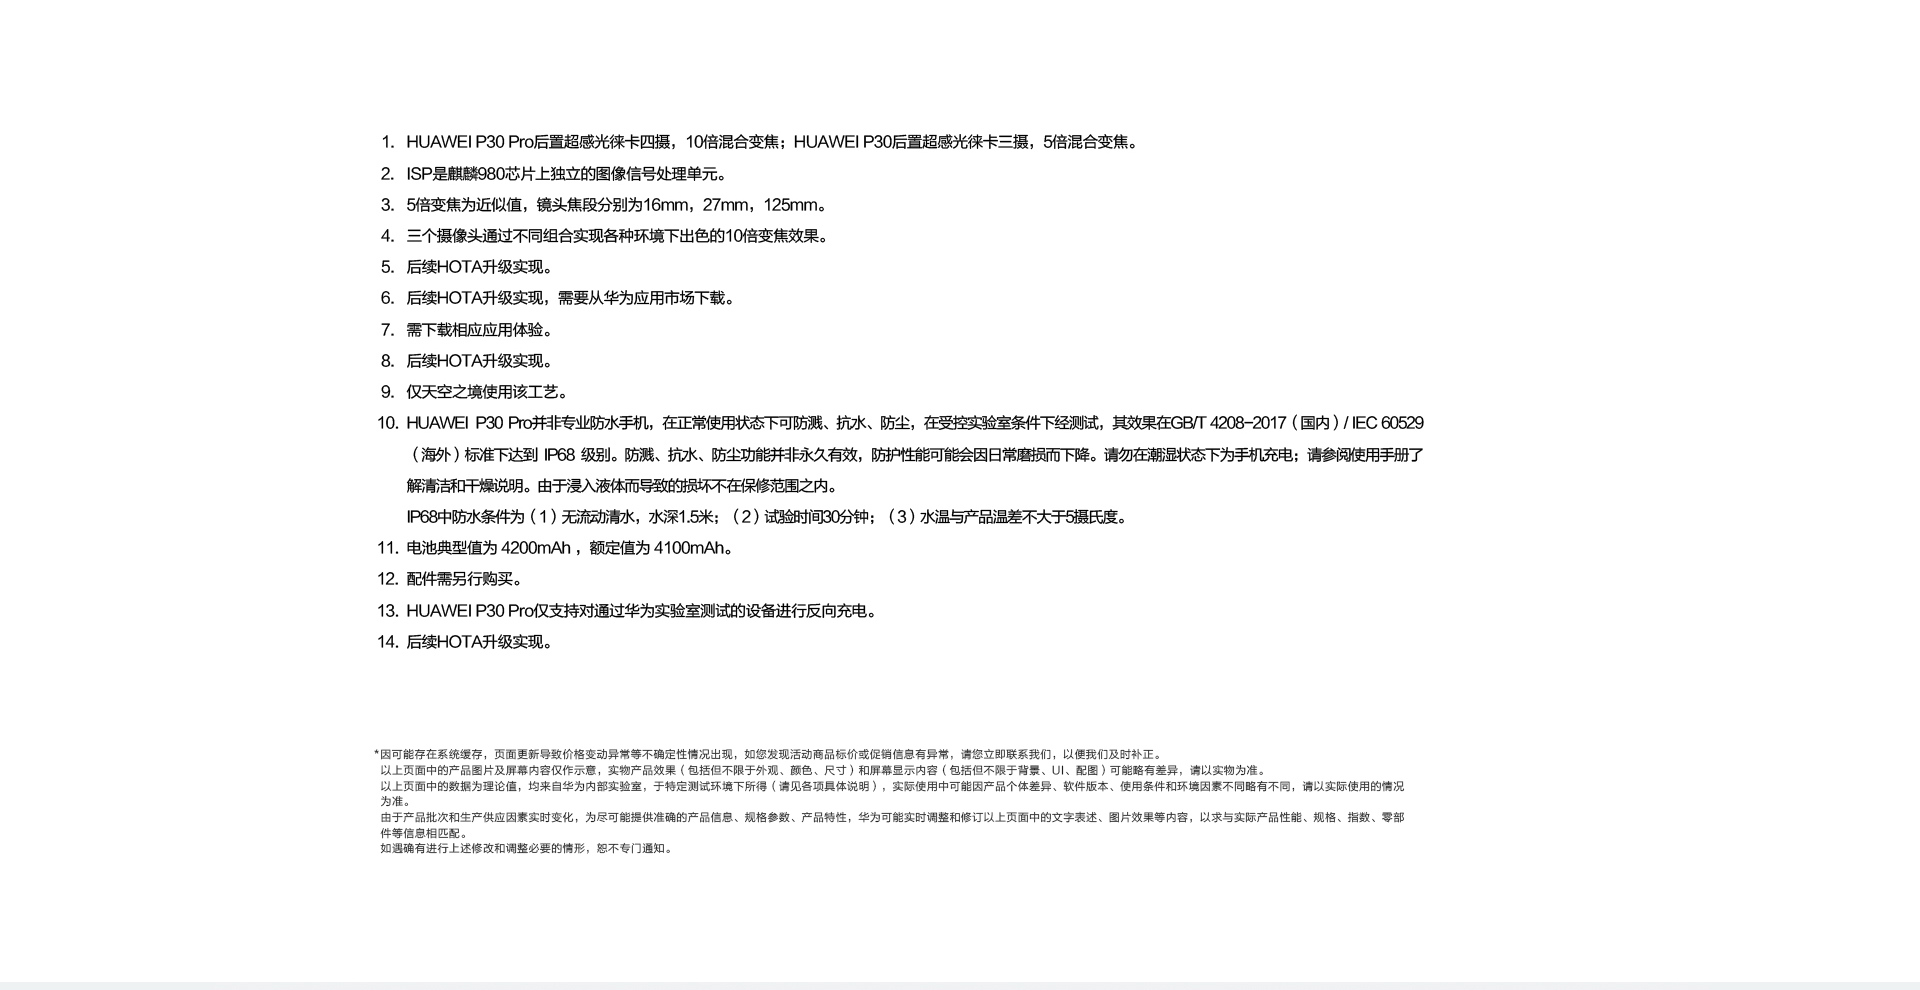 1. HUAWEI P30 Pro后置超感光徕卡四摄，10倍混合变焦；HUAWEI P30后置超感光徕卡三摄，5倍混合变焦。
2. ISP是麒麟980芯片上独立的图像信号处理单元。
3. 5倍变焦为近似值，镜头焦段分别为16mm，27mm，125mm。
4. 三个摄像头通过不同组合实现各种环境下出色的10倍变焦效果。
5. 后续HOTA升级实现。
6. 后续HOTA升级实现，需要从华为应用市场下载。
7. 需下载相应应用体验。
8. 后续HOTA升级实现。
9. 仅天空之境使用该工艺。
10. HUAWEI P30 Pro并非专业防水手机，在正常使用状态下可防溅、抗水、防尘，在受控实验室条件下经测试，其效果在GB/T 4208-2017（国内）/ IEC 60529
（海外）标准下达到 IP68 级别。防溅、抗水、防尘功能并非永久有效，防护性能可能会因日常磨损而下降。请勿在潮湿状态下为手机充电；请参阅使用手册了
解清洁和干燥说明。由于浸入液体而导致的损坏不在保修范围之内。
IP68中防水条件为（1）无流动清水，水深1.5米；（2）试验时间30分钟；（3）水温与产品温差不大于5摄氏度。
11. 电池典型值为 4200mAh ，额定值为 4100mAh。
12. 配件需另行购买。
13. HUAWEI P30 Pro仅支持对通过华为实验室测试的设备进行反向充电。
14. 后续HOTA升级实现。
*因可能存在系统缓存，页面更新导致价格变动异常等不确定性情况出现，如您发现活动商品标价或促销信息有异常，请您立即联系我们，以便我们及时补正。
以上页面中的产品图片及屏幕内容仅作示意，实物产品效果（包括但不限于外观、颜色、尺寸）和屏幕显示内容（包括但不限于背景、UI、配图）可能略有差异，请以实物为准。
以上页面中的数据为理论值，均来自华为内部实验室，于特定测试环境下所得（请见各项具体说明），实际使用中可能因产品个体差异、软件版本、使用条件和环境因素不同略有不同，请以实际使用的情况
为准。
由于产品批次和生产供应因素实时变化，为尽可能提供准确的产品信息、规格参数、产品特性，华为可能实时调整和修订以上页面中的文字表述、图片效果等内容，以求与实际产品性能、规格、指数、零部
件等信息相匹配。
如遇确有进行上述修改和调整必要的情形，恕不专门通知。